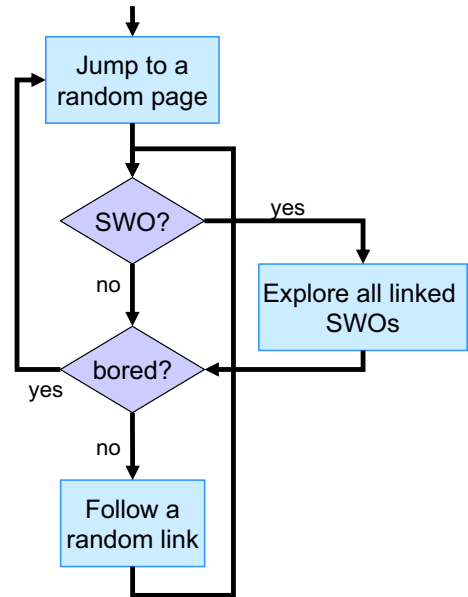 Jump to a
random page
SWO?
yes
no
Explore all linked
SWOs
bored?
yes
no
Follow a
random link